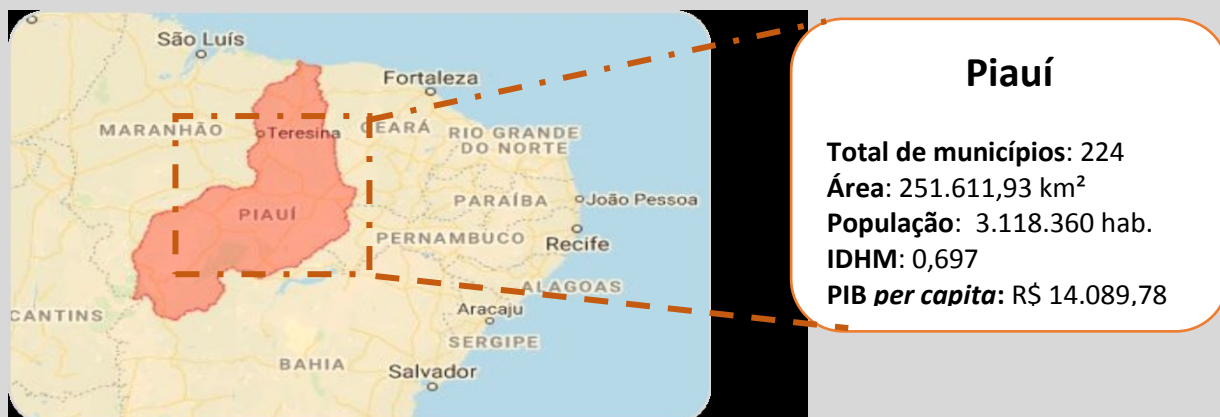 São Luís
Fortaleza
MARANHÃO
Teresina
CEARÁ
RIO GRANDE
DO NORTE
PIAUÍ
PARAÍBA
João Pessoa
PERNAMBUCO
Recife
ALAGOAS
CANTINS
Aracaju
SERGIPE
BAHIA
Salvador
Piauí
Total de municípios: 224
Área: 251.611,93 km²
População: 3.118.360 hab.
IDHM: 0,697
PIB per capita: R$ 14.089,78